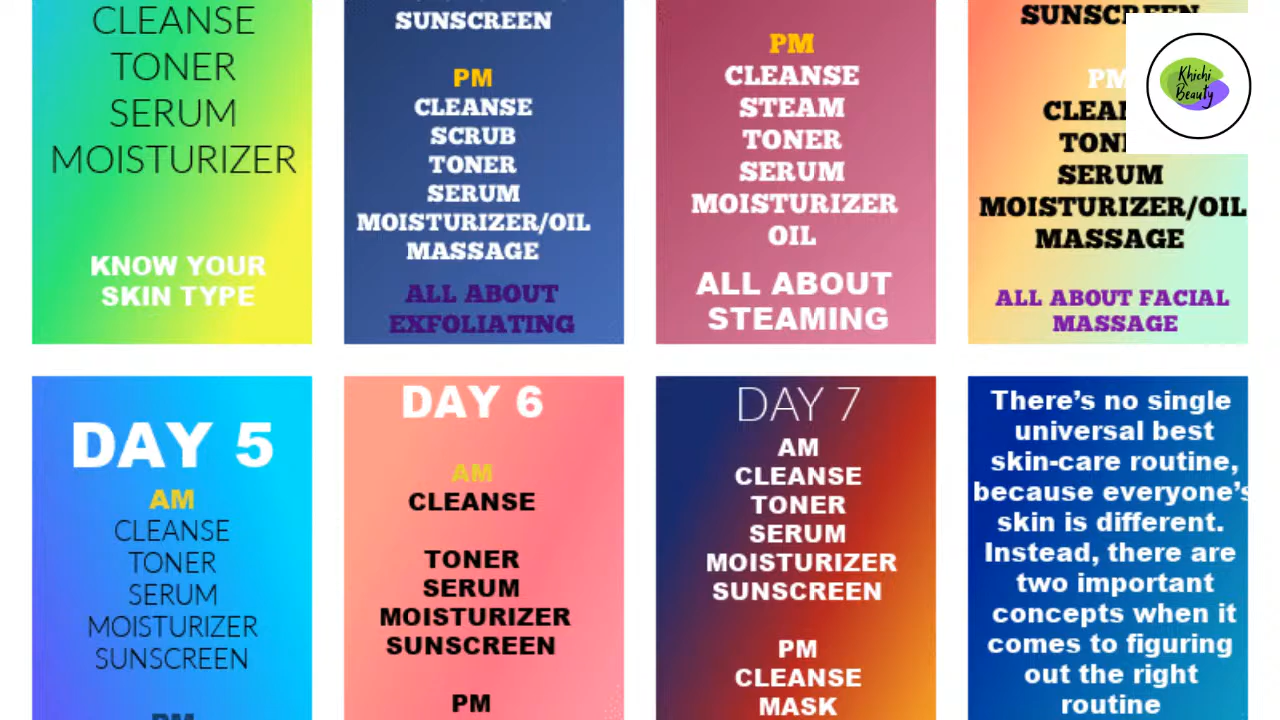 CLEANSE
TONER
SERUM
MOISTURIZER
KNOW YOUR
SKIN TYPE
SUNSCREEN
PM
CLEANSE
SCRUB
TONER
SERUM
MOISTURIZER/OIL
MASSAGE
ALL ABOUT
EXFOLIATING
PM
CLEANSE
STEAM
TONER
SERUM
MOISTURIZER
OIL
ALL ABOUT
STEAMING
SUNSCREEN
PM
SERUM
MOISTURIZER/OIL
MASSAGE
ALL ABOUT FACIAL
MASSAGE
Khichi
Beauty
DAY 5
AM
CLEANSE
TONER
SERUM
MOISTURIZER
SUNSCREEN
PM
DAY 6
AM
CLEANSE
TONER
SERUM
MOISTURIZER
SUNSCREEN
PM
DAY 7
AM
CLEANSE
TONER
SERUM
MOISTURIZER
SUNSCREEN
PM
CLEANSE
MASK
There's no single
universal best
skin-care routine,
because everyone's
skin is different.
Instead, there are
two important
concepts when it
comes to figuring
out the right
routine